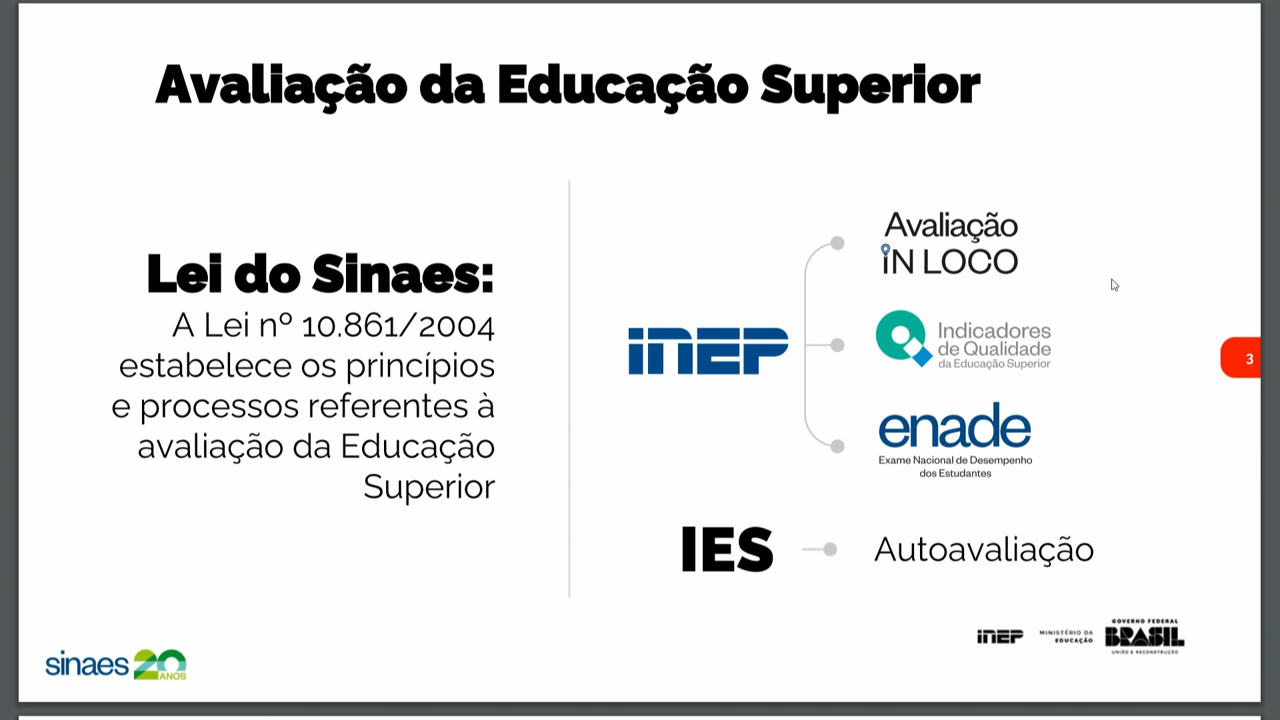 Avaliação da Educação Superior
Lei do Sinaes:
A Lei nº 10.861/2004
estabelece os princípios
e processos referentes à
avaliação da Educação
Superior
inep
Avaliação
iN LOCO
Indicadores
de Qualidade
da Educação Superior
enade
Exame Nacional de Desempenho
dos Estudantes
IES
Autoavaliação
3
sinaes 20
ANOS
inep
MINISTÉRIO DA
EDUCAÇÃO
GOVERNO FEDERAL
BRASIL
UNIÃO E RECONSTRUÇÃO